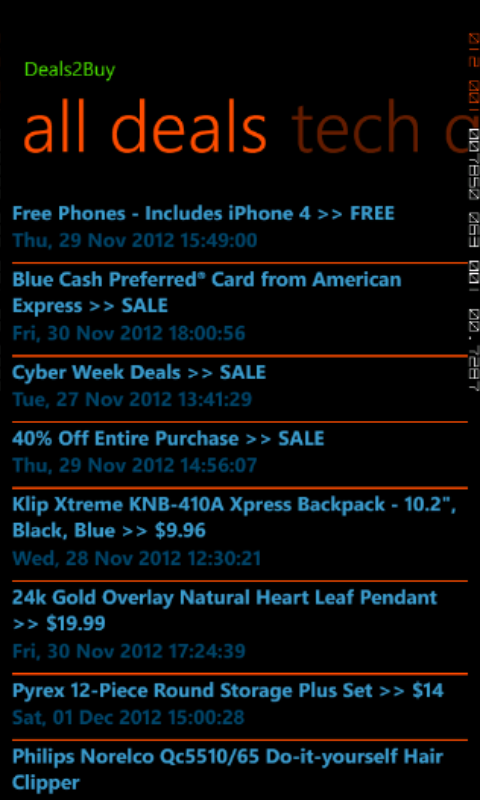 Deals2Buy
all deals tech
Free Phones - Includes iPhone 4 >> FREE
Thu, 29 Nov 2012 15:49:00
Blue Cash Preferred® Card from American
Express >> SALE
Fri, 30 Nov 2012 18:00:56
Cyber Week Deals >> SALE
Tue, 27 Nov 2012 13:41:29
40% Off Entire Purchase >> SALE
Thu, 29 Nov 2012 14:56:07
Klip Xtreme KNB-410A Xpress Backpack - 10.2",
Black, Blue >> $9.96
Wed, 28 Nov 2012 12:30:21
24k Gold Overlay Natural Heart Leaf Pendant
>> $19.99
Fri, 30 Nov 2012 17:24:39
Pyrex 12-Piece Round Storage Plus Set >> $14
Sat, 01 Dec 2012 15:00:28
Philips Norelco Qc5510/65 Do-it-yourself Hair
Clipper